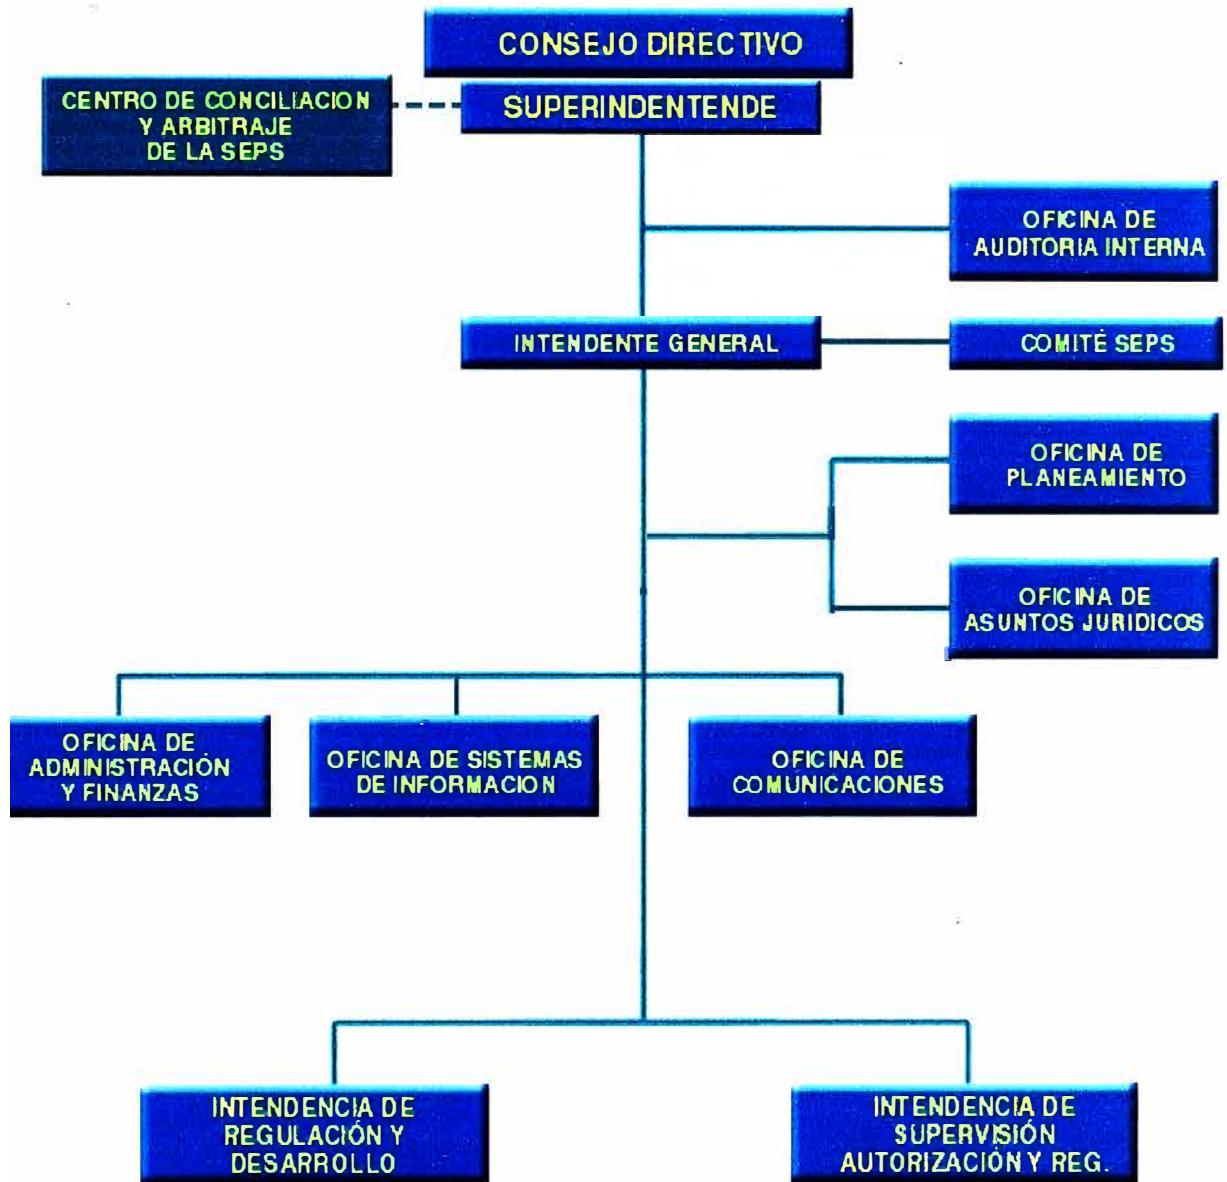 CONSEJO DIRECTIVO
CENTRO DE CONCILIACION
Y ARBITRAJE
DE LA SEPS
SUPERINDENTENDE
OFICINA DE
AUDITORIA INTERNA
INTENDENTE GENERAL
COMITÉ SEPS
OFICINA DE
PLANEAMIENTO
OFICINA DE
ASUNTOS JURIDICOS
OFICINA DE
ADMINISTRACIÓN
Y FINANZAS
OFICINA DE SISTEMAS
DE INFORMACION
OFICINA DE
COMUNICACIONES
INTENDENCIA DE
REGULACIÓN Y
DESARROLLO
INTENDENCIA DE
SUPERVISIÓN
AUTORIZACIÓN Y REG.